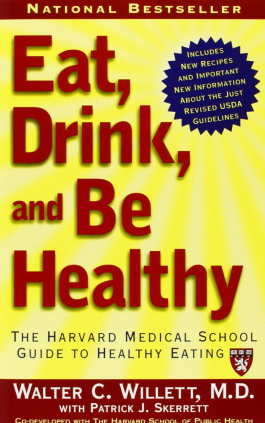 NATIONAL BESTSELLER
INCLUDES
NEW RECIPES
AND IMPORTANT
NEW INFORMATION
ABOUT THE JUST
REVISED USDA
GUIDELINES
Eat,
Drink,
and Be
Healthy
THE HARVARD MEDICAL SCHOOL
GUIDE TO HEALTHY EATING
WALTER C. WILLETT, M.D.
WITH PATRICK J. SKERRETT
CO-DEVELOPED WITH THE HARVARD SCHOOL OF PUBLIC HEALTH